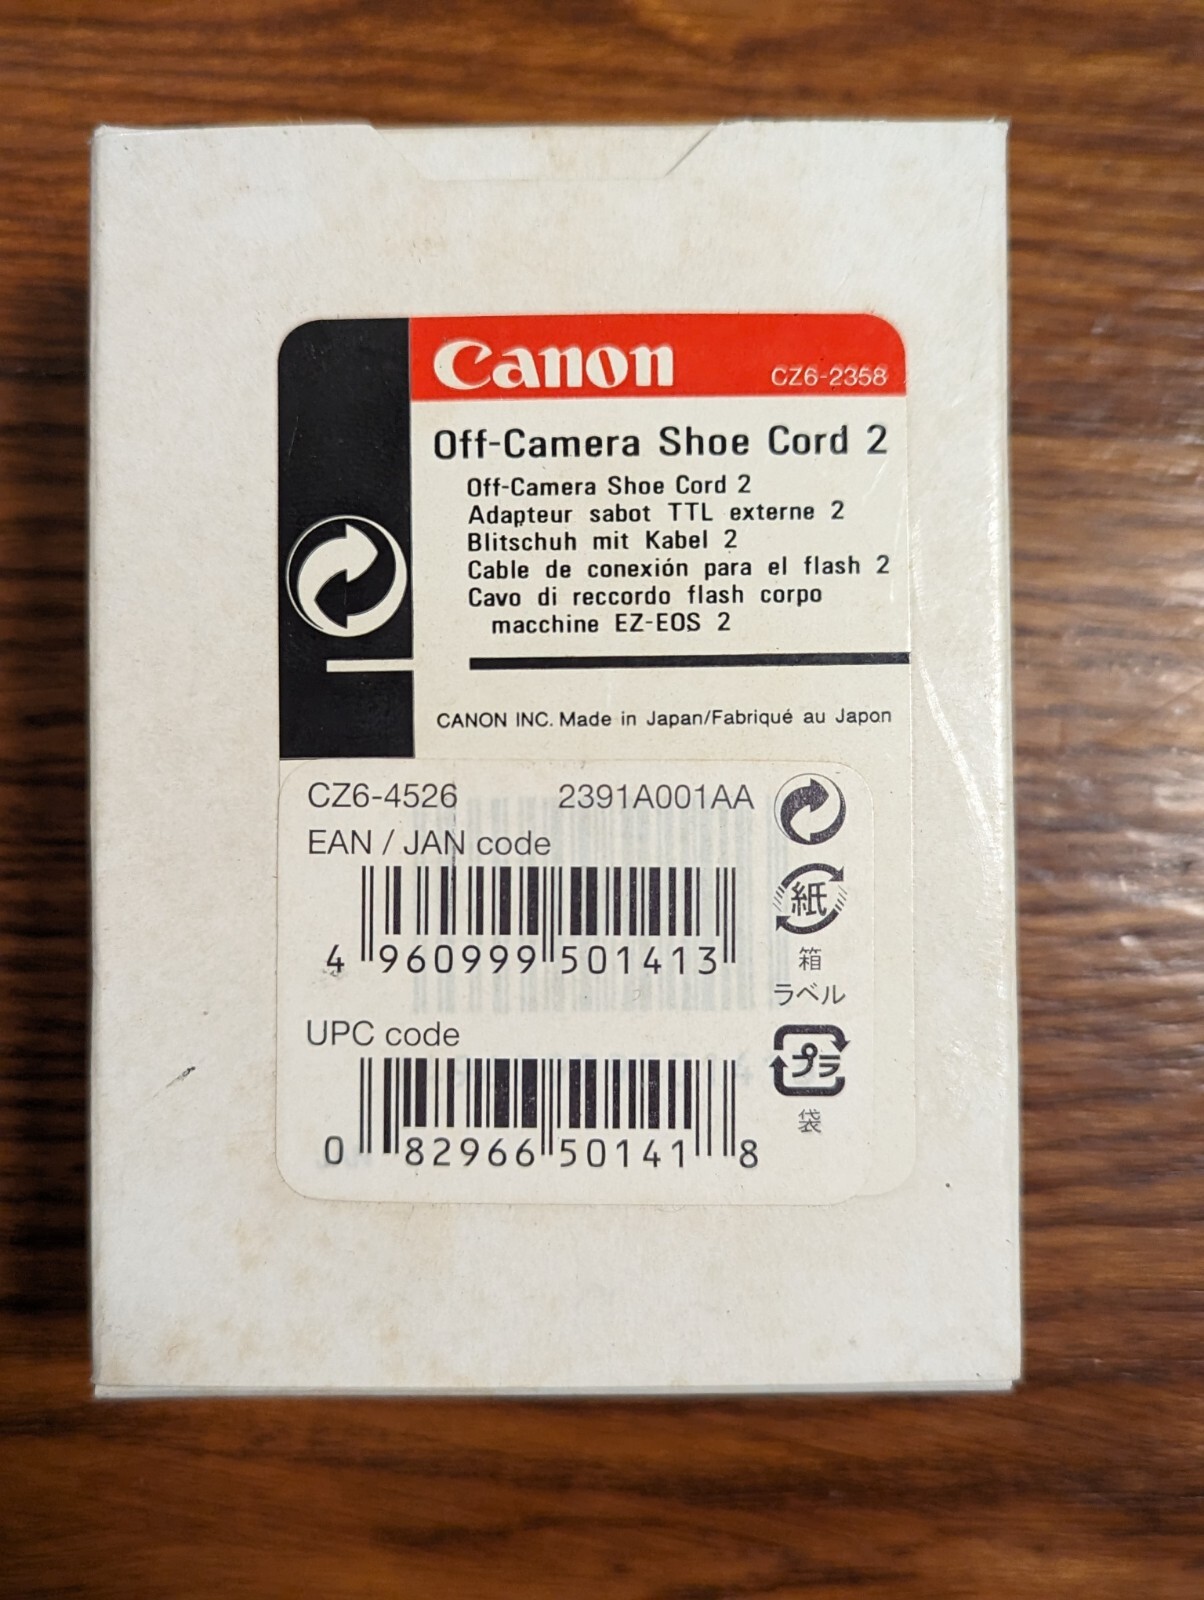 Canon
CZ6-2358
Off-Camera Shoe Cord 2
Off-Camera Shoe Cord 2
Adapteur sabot TTL externe 2
Blitschuh mit Kabel 2
Cable de conexión para el flash 2
Cavo di reccordo flash corpo
macchine EZ-EOS 2
CANON INC. Made in Japan/Fabriqué au Japon
CZ6-4526 2391A001AA
EAN / JAN code
4 960999 501413
紙
箱
ラベル
UPC code
プラ
袋
0 82966 50141 8